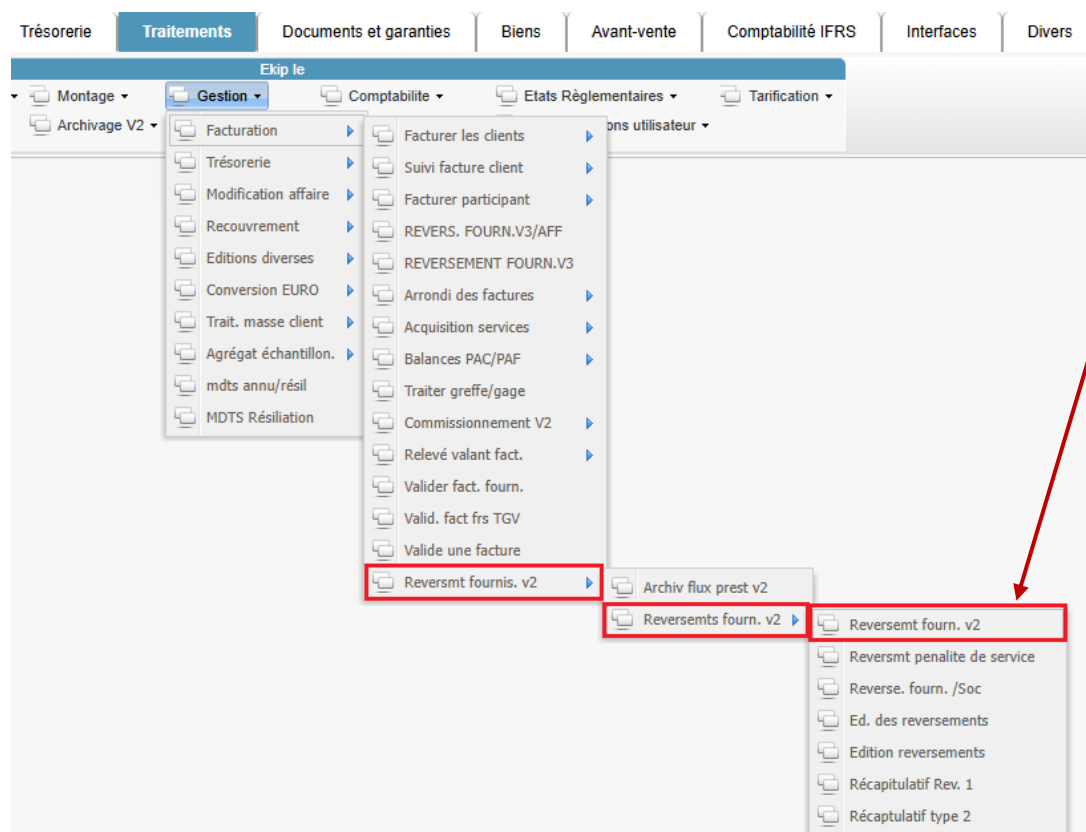 Trésorerie Traitements Documents et garanties Biens Avant-vente Comptabilité IFRS Interfaces Divers
Ekip le
Montage Gestion Comptabilite Etats Règlementaires Tarification
Archivage V2 ons utilisateur
Facturation
Trésorerie
Modification affaire
Recouvrement
Editions diverses
Conversion EURO
Trait. masse client
Agrégat échantillon.
mdts annu/résil
MDTS Résiliation
Facturer les clients
Suivi facture client
Facturer participant
REVERS. FOURN.V3/AFF
REVERSEMENT FOURN.V3
Arrondi des factures
Acquisition services
Balances PAC/PAF
Traiter greffe/gage
Commissionnement V2
Relevé valant fact.
Valider fact. fourn.
Valid. fact frs TGV
Valide une facture
Reversmt fournis. v2
Archiv flux prest v2
Reversemts fourn. v2
Reversemt fourn. v2
Reversmt penalite de service
Reverse. fourn. /Soc
Ed. des reversements
Edition reversements
Récapitulatif Rev. 1
Récaptulatif type 2